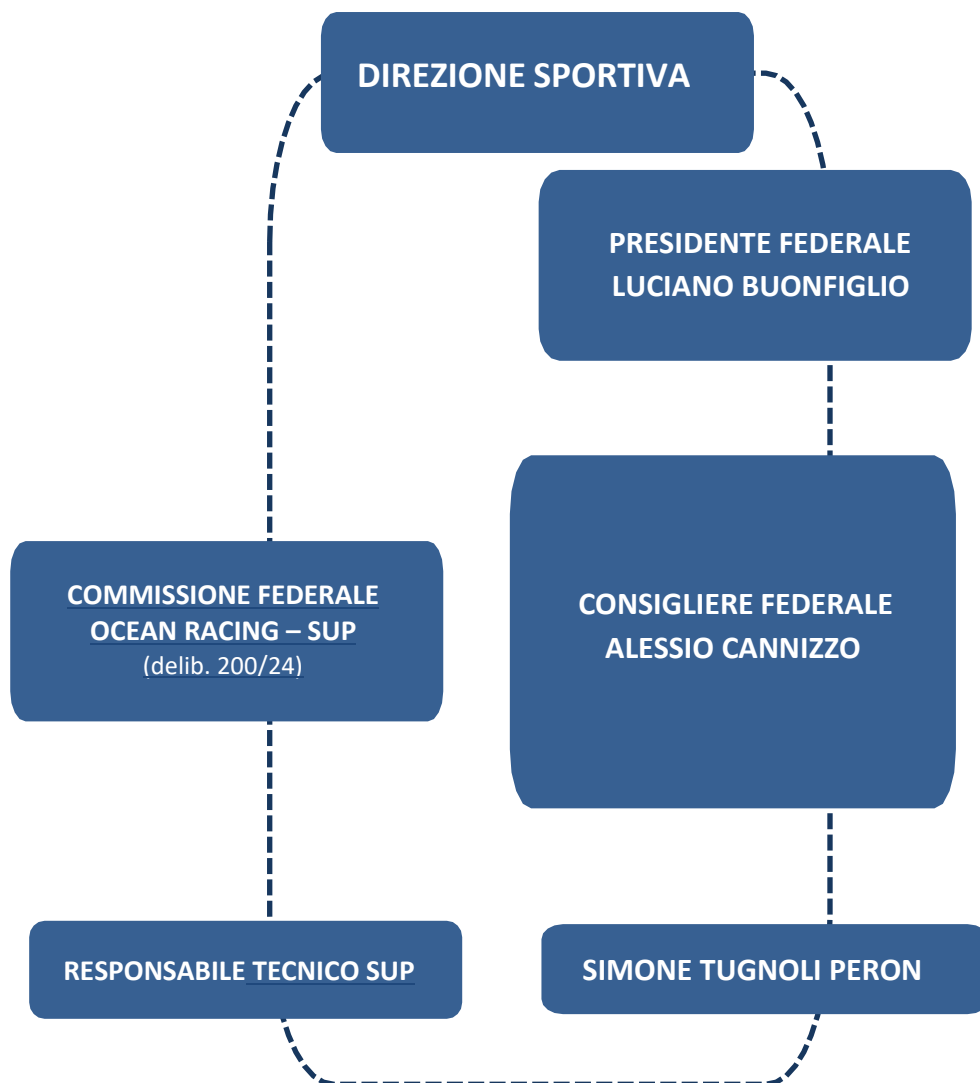 DIREZIONE SPORTIVA
PRESIDENTE FEDERALE
LUCIANO BUONFIGLIO
COMMISSIONE FEDERALE
OCEAN RACING – SUP
(delib. 200/24)
CONSIGLIERE FEDERALE
ALESSIO CANNIZZO
RESPONSABILE TECNICO SUP
SIMONE TUGNOLI PERON